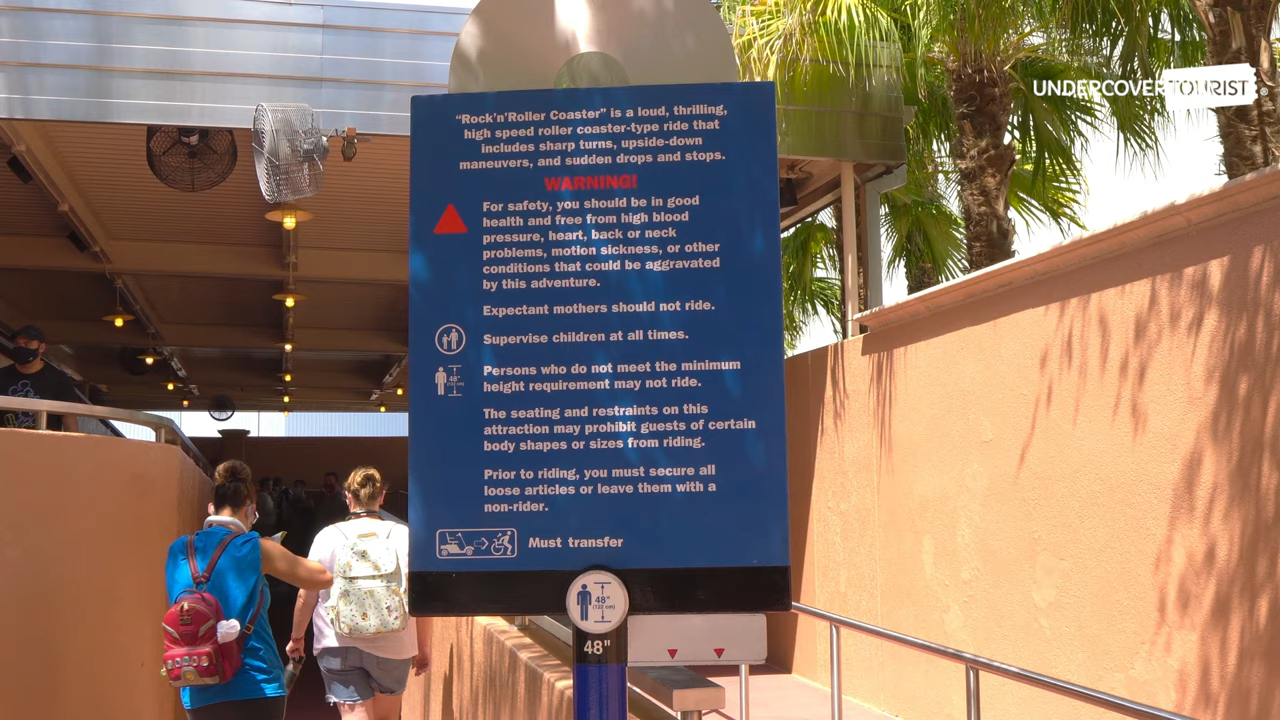 UNDERCOVERTOURIST®
"Rock'n'Roller Coaster" is a loud, thrilling,
high speed roller coaster-type ride that
includes sharp turns, upside-down
maneuvers, and sudden drops and stops.
WARNING!
For safety, you should be in good
health and free from high blood
pressure, heart, back or neck
problems, motion sickness, or other
conditions that could be aggravated
by this adventure.
Expectant mothers should not ride.
Supervise children at all times.
48"
(122 cm)
Persons who do not meet the minimum
height requirement may not ride.
The seating and restraints on this
attraction may prohibit guests of certain
body shapes or sizes from riding.
Prior to riding, you must secure all
loose articles or leave them with a
non-rider.
Must transfer
48"
(122 cm)
48"